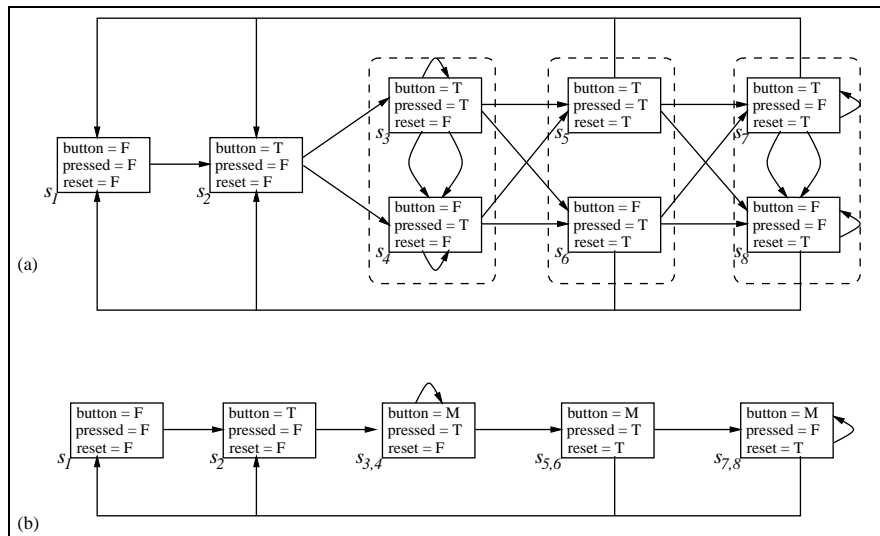 button = T
pressed = T
reset = F
s3
button = T
pressed = T
reset = T
s5
button = T
pressed = F
reset = T
s7
button = F
pressed = F
reset = F
s1
button = T
pressed = F
reset = F
s2
button = F
pressed = T
reset = F
s4
button = F
pressed = T
reset = T
s6
button = F
pressed = F
reset = T
s8
(a)
button = F
pressed = F
reset = F
s1
button = T
pressed = F
reset = F
s2
button = M
pressed = T
reset = F
s3,4
button = M
pressed = T
reset = T
s5,6
button = M
pressed = F
reset = T
s7,8
(b)